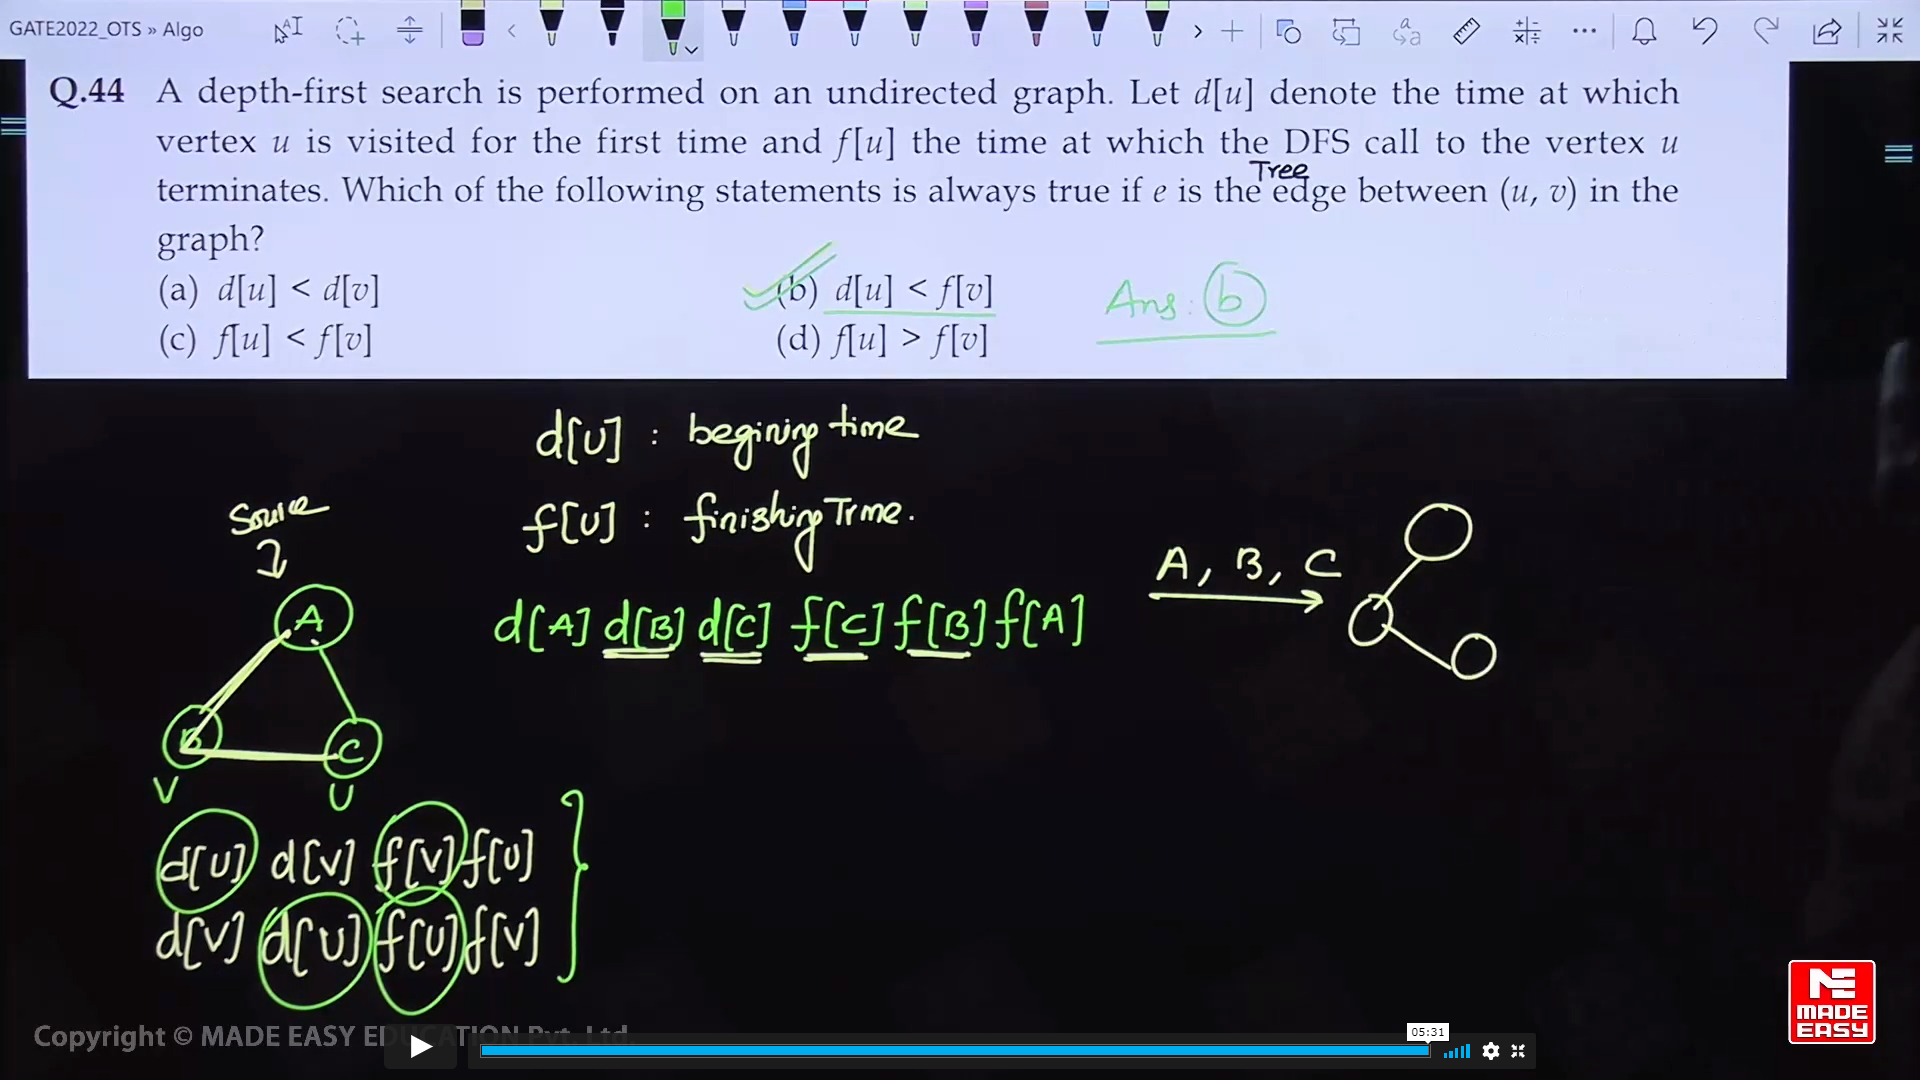 GATE2022_OTS » Algo
Q.44 A depth-first search is performed on an undirected graph. Let d[u] denote the time at which
vertex u is visited for the first time and f[u] the time at which the DFS call to the vertex u
Tree
terminates. Which of the following statements is always true if e is the edge between (u, v) in the
graph?
(a) d[u] < d[v]
(b) d[u] < f[v]
Ans: b
(c) f[u] < f[v]
(d) f[u] > f[v]
d[U] : begining time
Source
f[U] : finishing Time.
A, B, C
A
d[A] d[B] d[C] f[C] f[B] f[A]
B C
V U
d[U] d[V] f[V] f[U]
d[V] d[U] f[U] f[V]
MADE
EASY
Copyright © MADE EASY EDUCATION Pvt. Ltd.
05:31